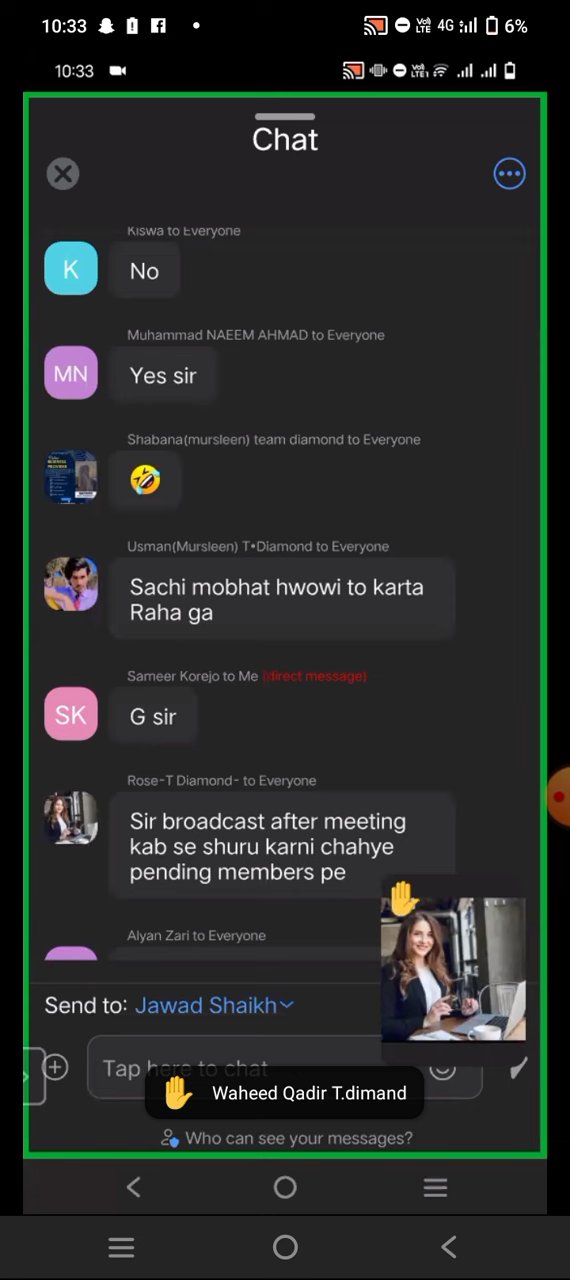 10:33 6%
VoLTE 4G
10:33
VoLTE1
Chat
Kiswa to Everyone
K
No
Muhammad NAEEM AHMAD to Everyone
MN
Yes sir
Shabana(mursleen) team diamond to Everyone
🤣
Usman(Mursleen) T•Diamond to Everyone
Sachi mobhat hwowi to karta
Raha ga
Sameer Korejo to Me (direct message)
SK
G sir
Rose-T Diamond- to Everyone
Sir broadcast after meeting
kab se shuru karni chahye
pending members pe
Alyan Zari to Everyone
Send to: Jawad Shaikh
Tap here to chat
Waheed Qadir T.dimand
Who can see your messages?